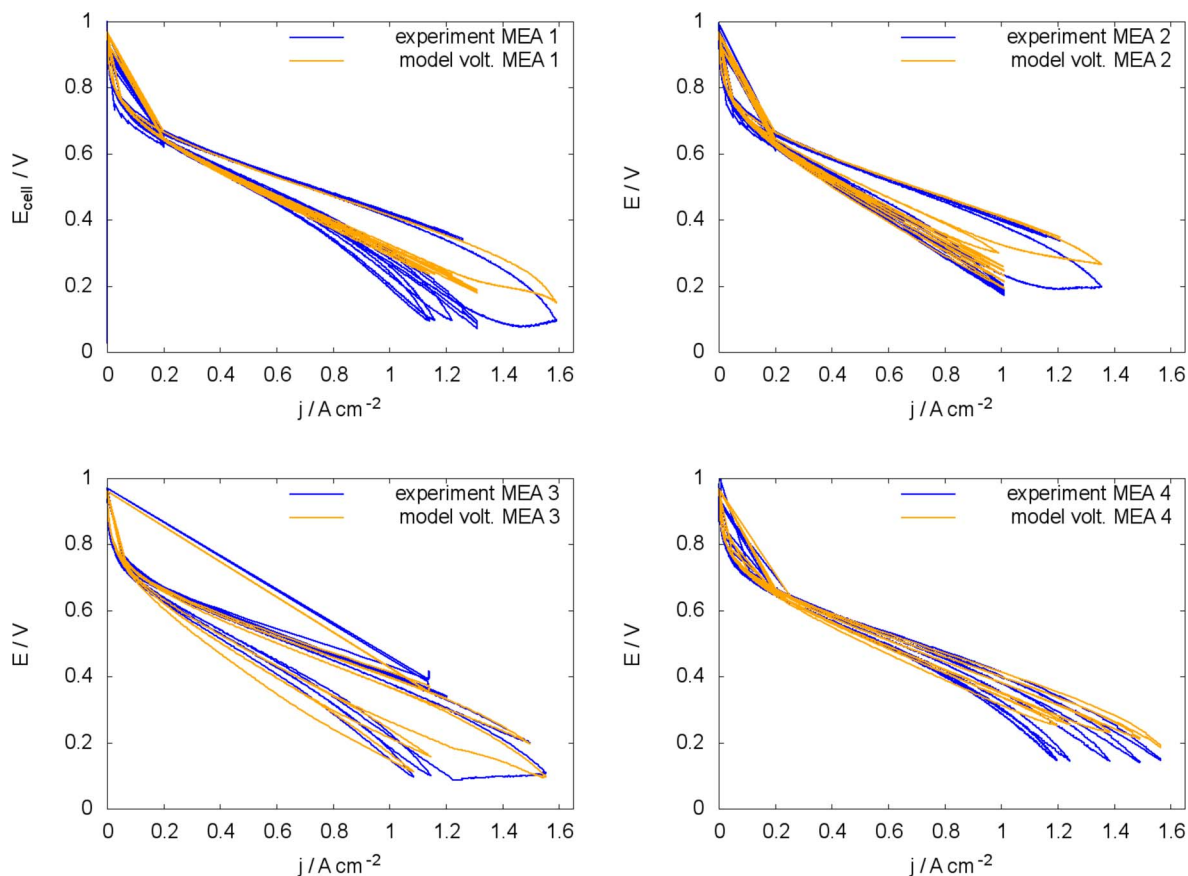 experiment MEA 1
model volt. MEA 1
1
0.8
0.6
0.4
0.2
0
E_cell / V
0 0.2 0.4 0.6 0.8 1 1.2 1.4 1.6
j / A cm⁻²
experiment MEA 2
model volt. MEA 2
1
0.8
0.6
0.4
0.2
0
E / V
0 0.2 0.4 0.6 0.8 1 1.2 1.4 1.6
j / A cm⁻²
experiment MEA 3
model volt. MEA 3
1
0.8
0.6
0.4
0.2
0
E / V
0 0.2 0.4 0.6 0.8 1 1.2 1.4 1.6
j / A cm⁻²
experiment MEA 4
model volt. MEA 4
1
0.8
0.6
0.4
0.2
0
E / V
0 0.2 0.4 0.6 0.8 1 1.2 1.4 1.6
j / A cm⁻²